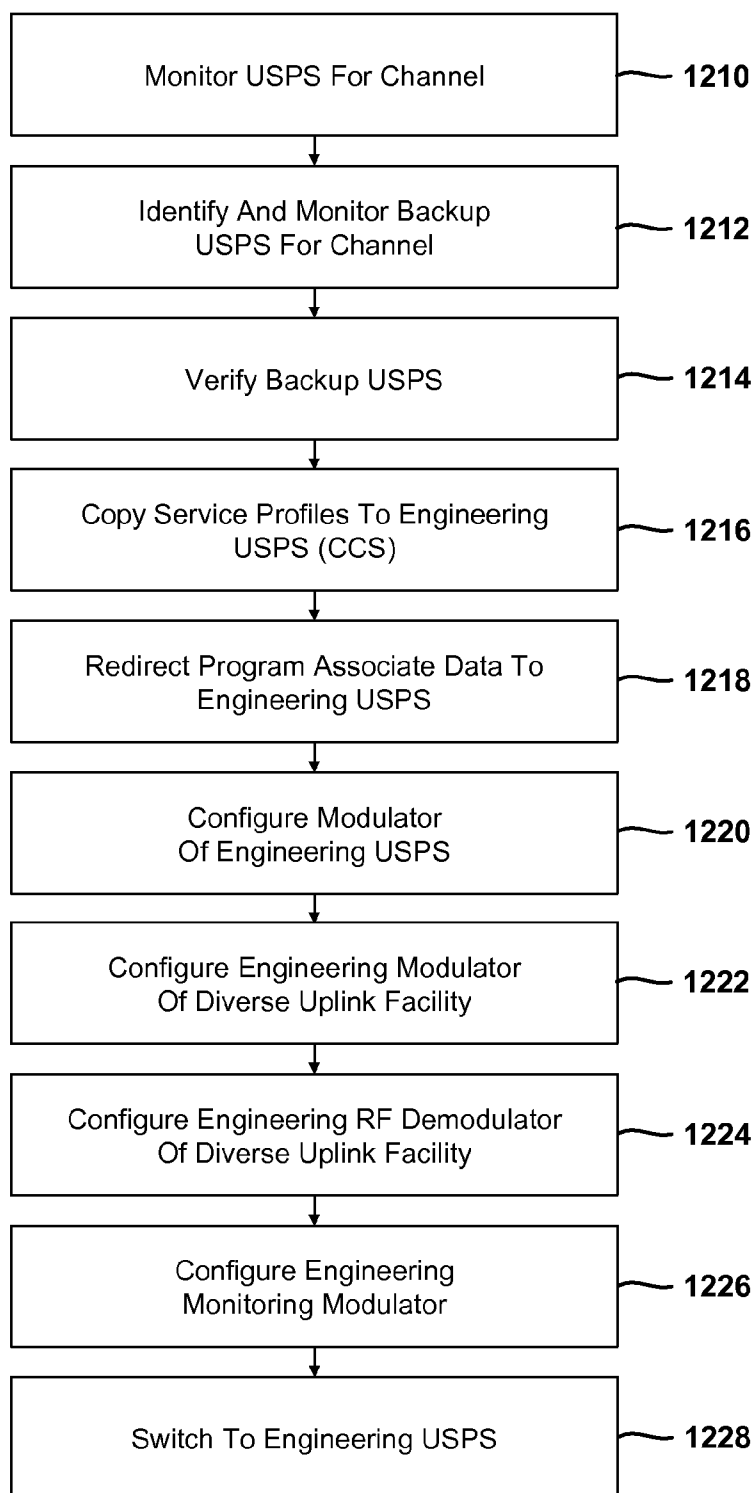 Monitor USPS For Channel
1210
Identify And Monitor Backup
USPS For Channel
1212
Verify Backup USPS
1214
Copy Service Profiles To Engineering
USPS (CCS)
1216
Redirect Program Associate Data To
Engineering USPS
1218
Configure Modulator
Of Engineering USPS
1220
Configure Engineering Modulator
Of Diverse Uplink Facility
1222
Configure Engineering RF Demodulator
Of Diverse Uplink Facility
1224
Configure Engineering
Monitoring Modulator
1226
Switch To Engineering USPS
1228